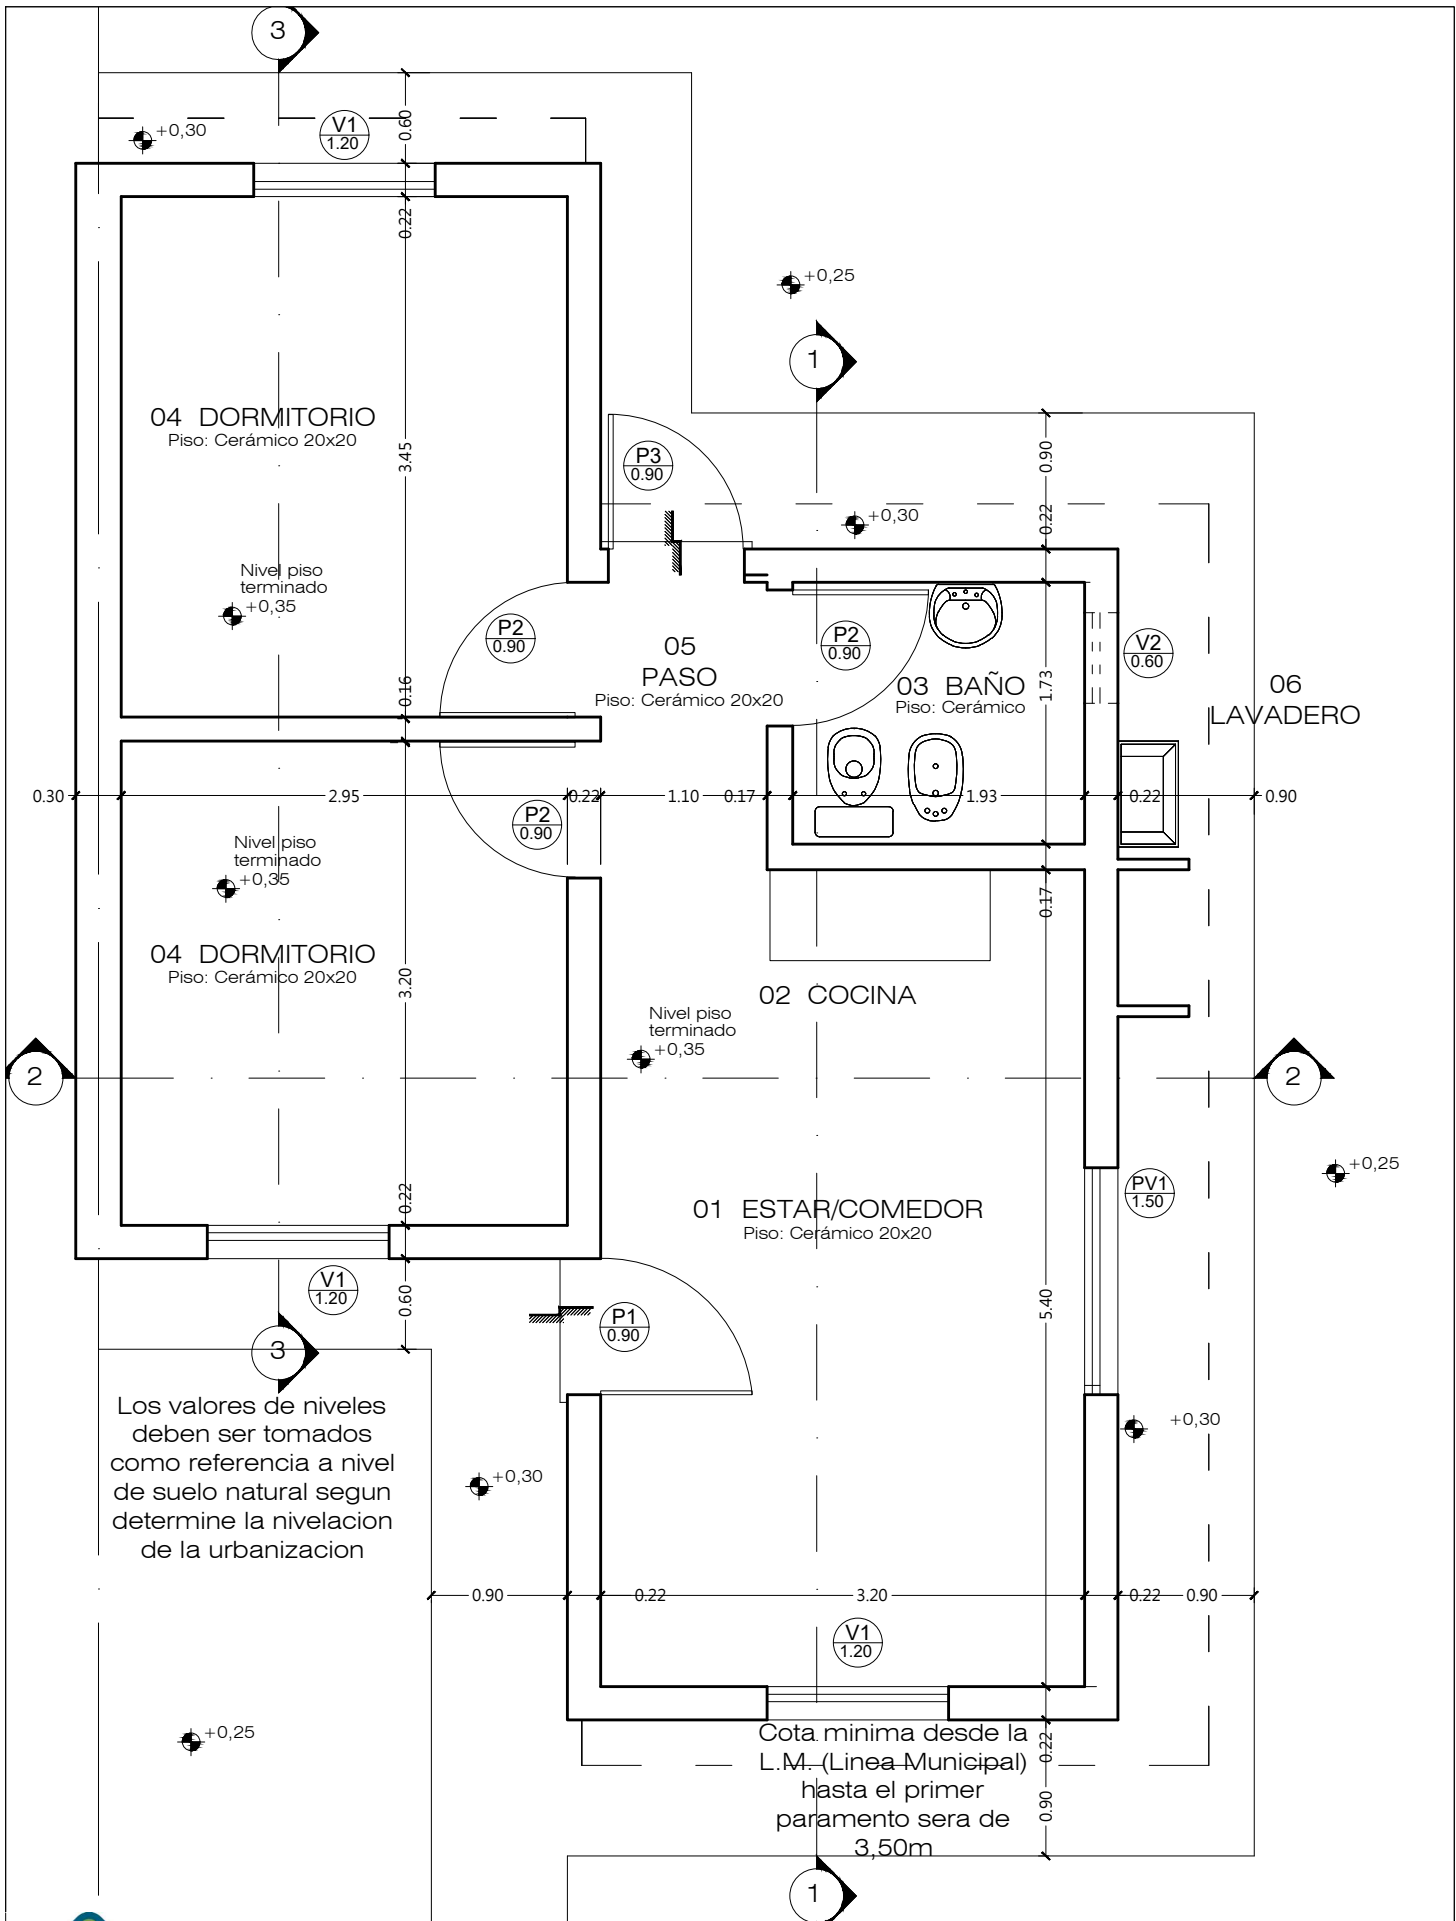 3
+0,30
V1
1.20
0.60
0.22
+0,25
1
04 DORMITORIO
Piso: Cerámico 20x20
3.45
P3
0.90
0.90
0.22
+0,30
Nivel piso
terminado
+0,35
P2
0.90
05
PASO
Piso: Cerámico 20x20
P2
0.90
03 BAÑO
Piso: Cerámico
1.73
V2
0.60
06
LAVADERO
0.16
0.30
2.95
0.22
1.10
0.17
1.93
0.22
0.90
P2
0.90
Nivel piso
terminado
+0,35
0.17
04 DORMITORIO
Piso: Cerámico 20x20
3.20
02 COCINA
Nivel piso
terminado
+0,35
2
2
+0,25
PV1
1.50
01 ESTAR/COMEDOR
Piso: Cerámico 20x20
0.22
V1
1.20
0.60
P1
0.90
5.40
3
Los valores de niveles
deben ser tomados
como referencia a nivel
de suelo natural segun
determine la nivelacion
de la urbanizacion
+0,30
+0,30
0.90
0.22
3.20
0.22
0.90
V1
1.20
+0,25
Cota minima desde la
L.M. (Linea Municipal)
hasta el primer
paramento sera de
3,50m
0.22
0.90
1